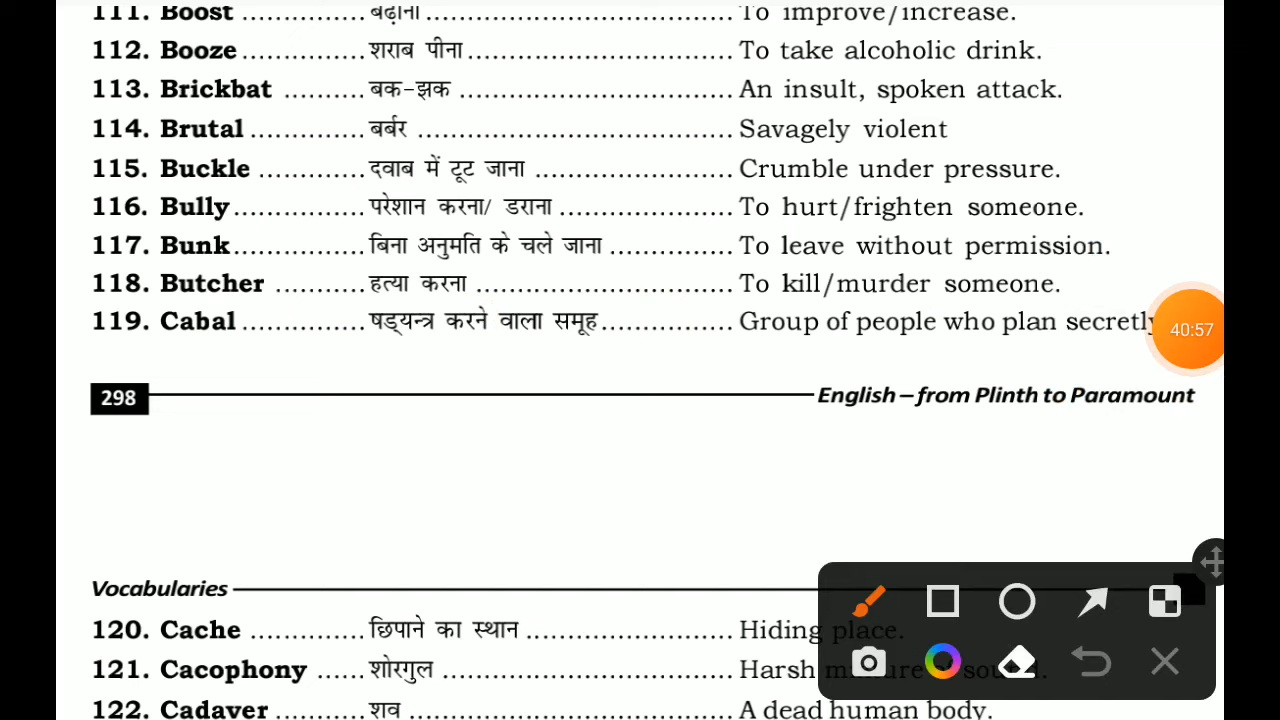 111. Boost ............... बढ़ाना ............................... To improve/increase.
112. Booze ............... शराब पीना ........................... To take alcoholic drink.
113. Brickbat ........ बक-झक ............................ An insult, spoken attack.
114. Brutal ............. बर्बर ................................ Savagely violent
115. Buckle ........... दवाब में टूट जाना .................... Crumble under pressure.
116. Bully ................ परेशान करना/ डराना .................. To hurt/frighten someone.
117. Bunk ................ बिना अनुमति के चले जाना ............. To leave without permission.
118. Butcher ......... हत्या करना .......................... To kill/murder someone.
119. Cabal ............... षड्यन्त्र करने वाला समूह ............. Group of people who plan secretly
40:57
298 English – from Plinth to Paramount
Vocabularies
120. Cache .............. छिपाने का स्थान ..................... Hiding place.
121. Cacophony ..... शोरगुल ............................. Harsh of sound.
122. Cadaver .......... शव ................................. A dead human body.